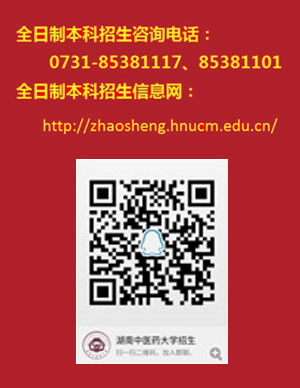 全日制本科招生咨询电话：
0731-85381117、85381101
全日制本科招生信息网：
http://zhaosheng.hnucm.edu.cn/
湖南中医药大学招生
扫一扫二维码，加入群聊。